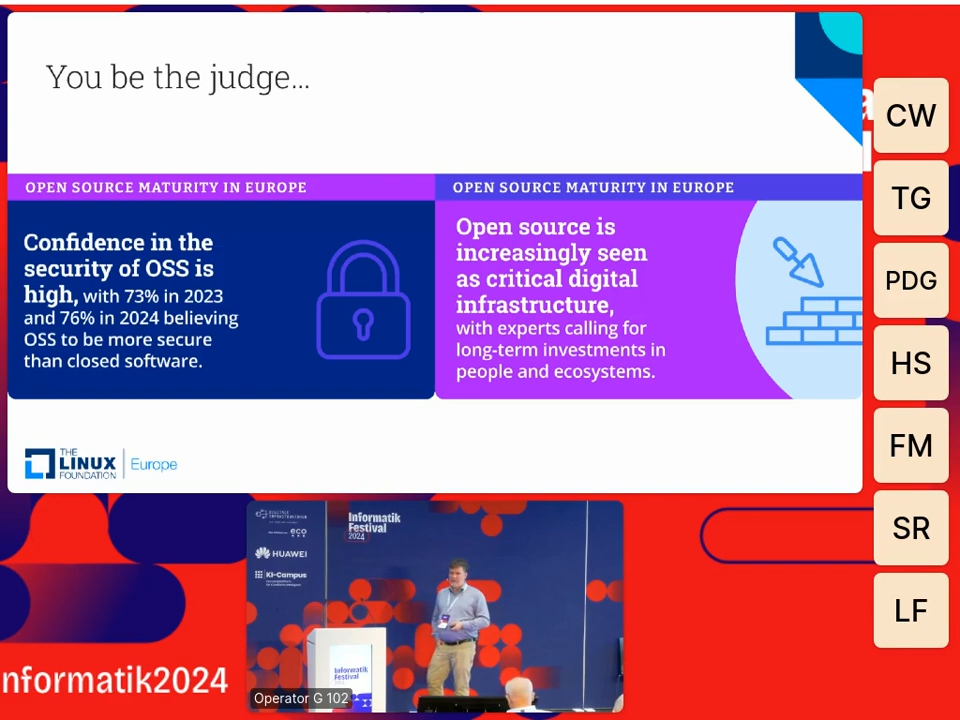 You be the judge...
OPEN SOURCE MATURITY IN EUROPE
Confidence in the
security of OSS is
high, with 73% in 2023
and 76% in 2024 believing
OSS to be more secure
than closed software.
OPEN SOURCE MATURITY IN EUROPE
Open source is
increasingly seen
as critical digital
infrastructure,
with experts calling for
long-term investments in
people and ecosystems.
THE
LINUX
FOUNDATION
Europe
CW
TG
PDG
HS
FM
SR
LF
eco
HUAWEI
KI-Campus
Informatik
Festival
2024
Informatik
Festival
Operator G 102
nformatik2024